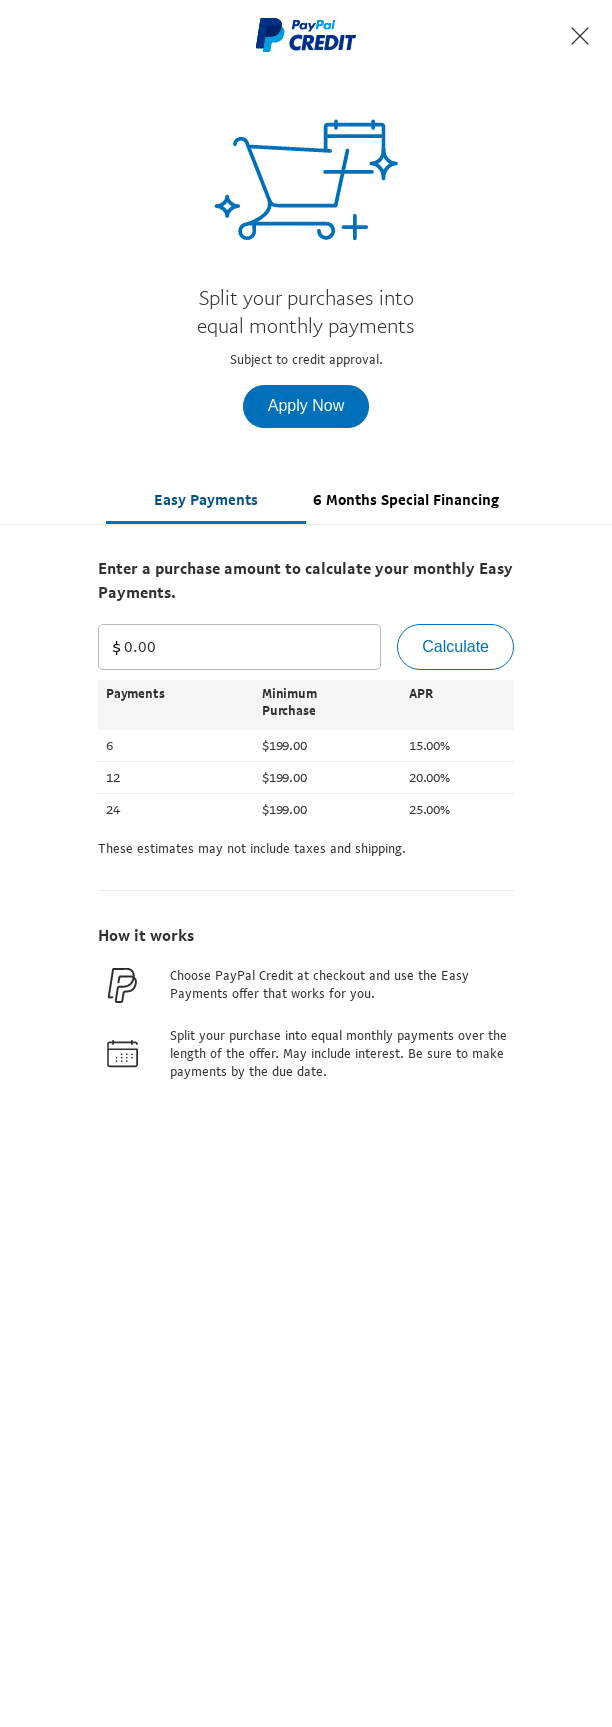 PayPal
CREDIT
Split your purchases into
equal monthly payments
Subject to credit approval.
Apply Now
Easy Payments 6 Months Special Financing
Enter a purchase amount to calculate your monthly Easy
Payments.
$ 0.00 Calculate
Payments Minimum Purchase APR
6 $199.00 15.00%
12 $199.00 20.00%
24 $199.00 25.00%
These estimates may not include taxes and shipping.
How it works
Choose PayPal Credit at checkout and use the Easy
Payments offer that works for you.
Split your purchase into equal monthly payments over the
length of the offer. May include interest. Be sure to make
payments by the due date.